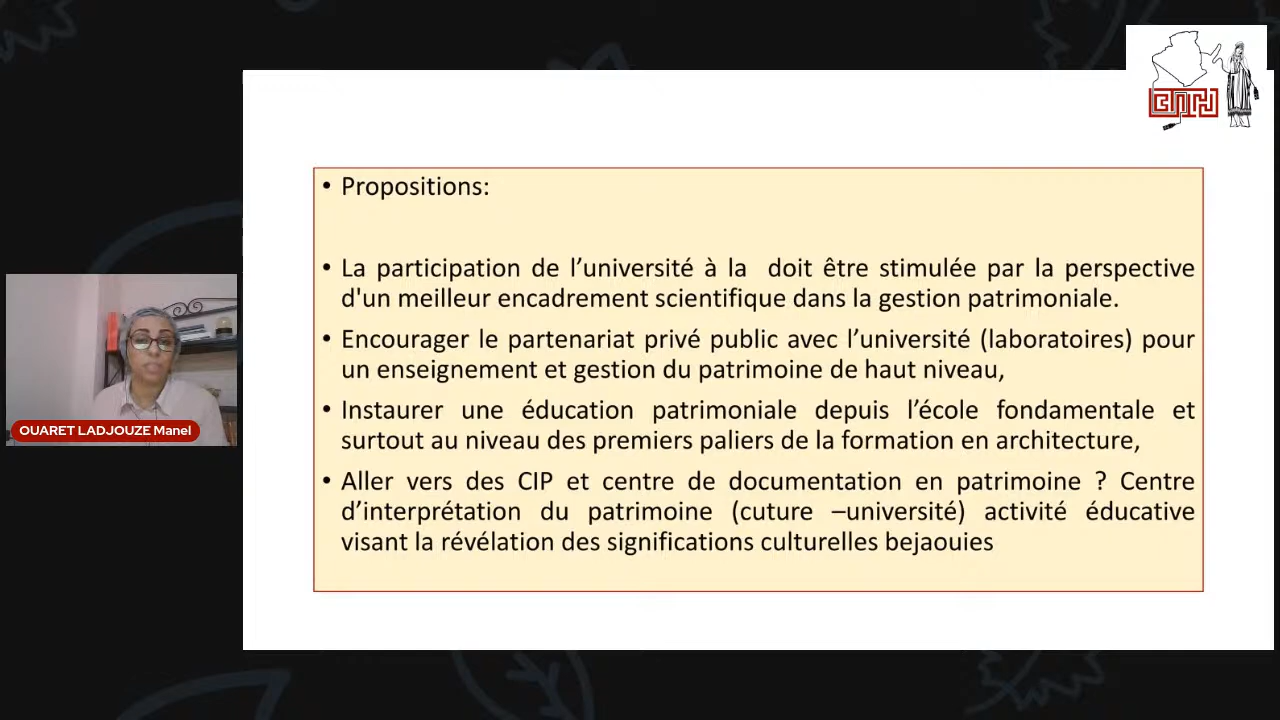 • Propositions:
• La participation de l’université à la  doit être stimulée par la perspective
d'un meilleur encadrement scientifique dans la gestion patrimoniale.
• Encourager le partenariat privé public avec l’université (laboratoires) pour
un enseignement et gestion du patrimoine de haut niveau,
• Instaurer une éducation patrimoniale depuis l’école fondamentale et
surtout au niveau des premiers paliers de la formation en architecture,
• Aller vers des CIP et centre de documentation en patrimoine ? Centre
d’interprétation du patrimoine (cuture –université) activité éducative
visant la révélation des significations culturelles bejaouies
OUARET LADJOUZE Manel